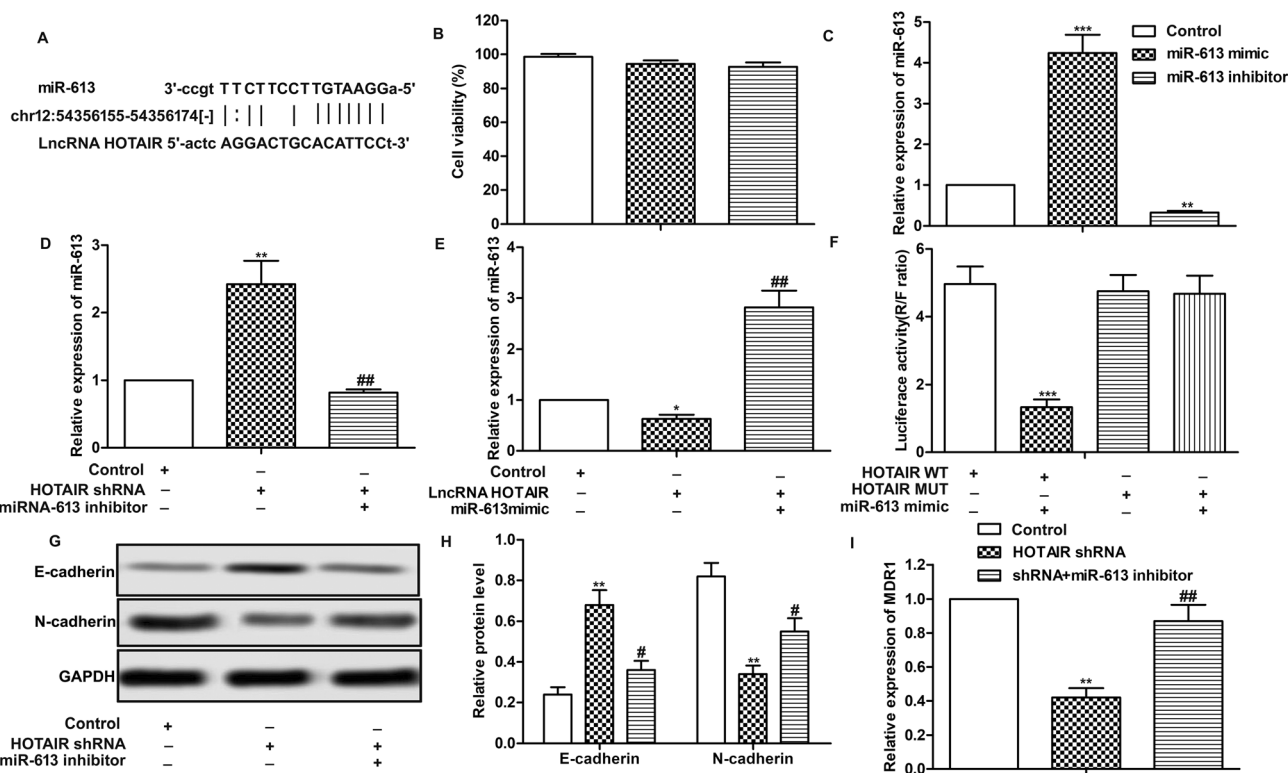 A
miR-613 3'-ccgt TTCTTCCTTGTAAGGa-5'
chr12:54356155-54356174[-] | : | | | | | | | | | |
LncRNA HOTAIR 5'-actc AGGACTGCACATTCCt-3'
B
Cell viability (%)
120
100
80
60
40
20
0
C
Relative expression of miR-613
5
4
3
2
1
0
***
**
Control
miR-613 mimic
miR-613 inhibitor
D
Relative expression of miR-613
3
2
1
0
**
##
Control + – –
HOTAIR shRNA – + +
miRNA-613 inhibitor – – +
E
Relative expression of miR-613
4
3
2
1
0
*
##
Control + – –
LncRNA HOTAIR – + +
miR-613mimic – – +
F
Luciferace activity(R/F ratio)
6
4
2
0
***
HOTAIR WT + + – –
HOTAIR MUT – – + +
miR-613 mimic – + – +
G
E-cadherin
N-cadherin
GAPDH
Control + – –
HOTAIR shRNA – + +
miR-613 inhibitor – – +
H
Relative protein level
1.0
0.8
0.6
0.4
0.2
0.0
**
#
**
#
E-cadherin N-cadherin
Control
HOTAIR shRNA
shRNA+miR-613 inhibitor
I
Relative expression of MDR1
1.2
1.0
0.8
0.6
0.4
0.2
0.0
**
##